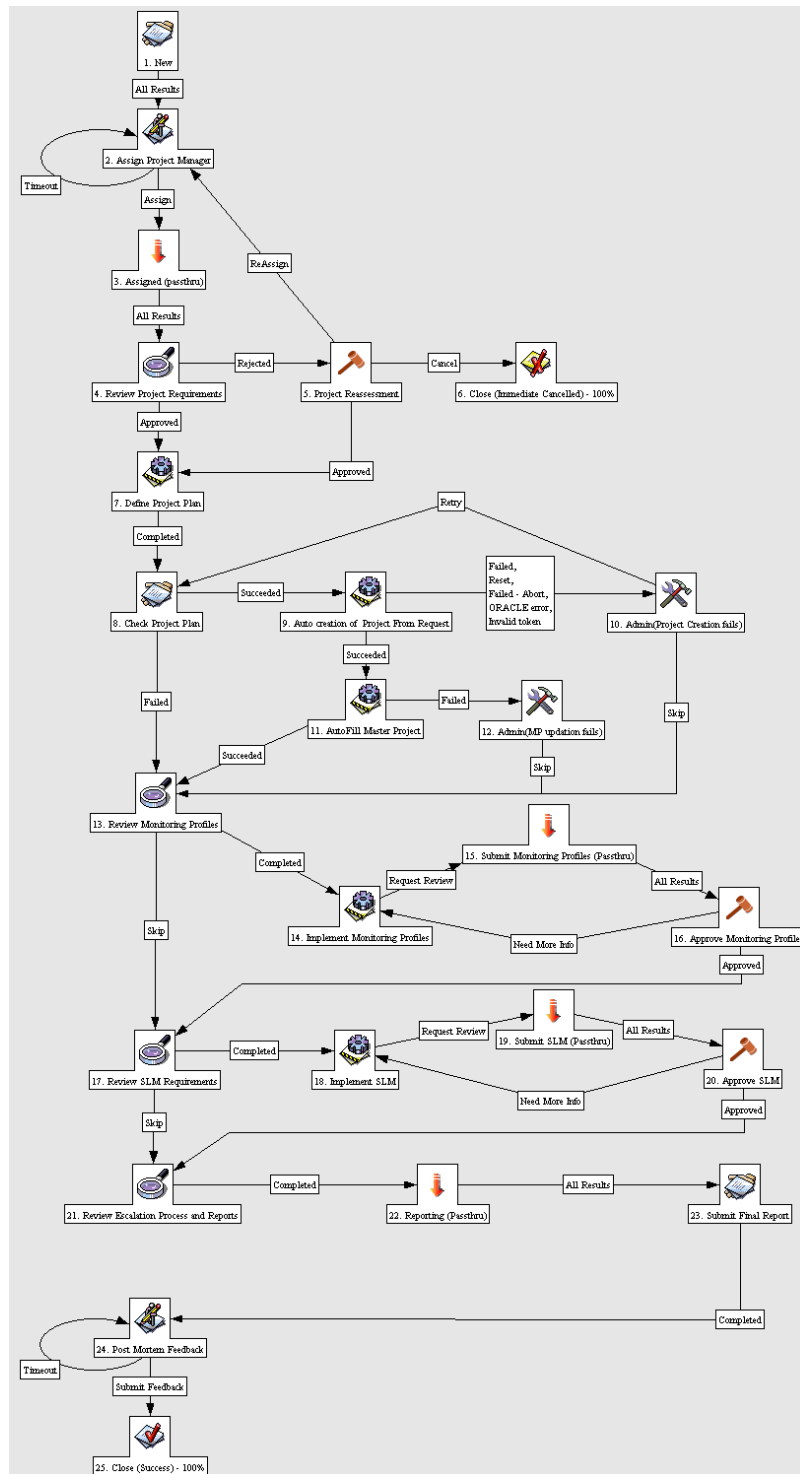 1. New
All Results
2. Assign Project Manager
Timeout
Assign
ReAssign
3. Assigned (passthru)
All Results
Rejected
Cancel
4. Review Project Requirements
5. Project Reassessment
6. Close (Immediate Cancelled) - 100%
Approved
Approved
7. Define Project Plan
Retry
Completed
Failed,
Reset,
Failed - Abort,
ORACLE error,
Invalid token
Succeeded
8. Check Project Plan
9. Auto creation of Project From Request
10. Admin(Project Creation fails)
Succeeded
Failed
Failed
Skip
11. AutoFill Master Project
12. Admin(MP updation fails)
Succeeded
Skip
13. Review Monitoring Profiles
15. Submit Monitoring Profiles (Passthru)
Completed
Request Review
All Results
Skip
14. Implement Monitoring Profiles
Need More Info
16. Approve Monitoring Profile
Approved
Request Review
19. Submit SLM (Passthru)
All Results
Completed
17. Review SLM Requirements
18. Implement SLM
20. Approve SLM
Need More Info
Skip
Approved
Completed
All Results
21. Review Escalation Process and Reports
22. Reporting (Passthru)
23. Submit Final Report
Completed
24. Post Mortem Feedback
Timeout
Submit Feedback
25. Close (Success) - 100%